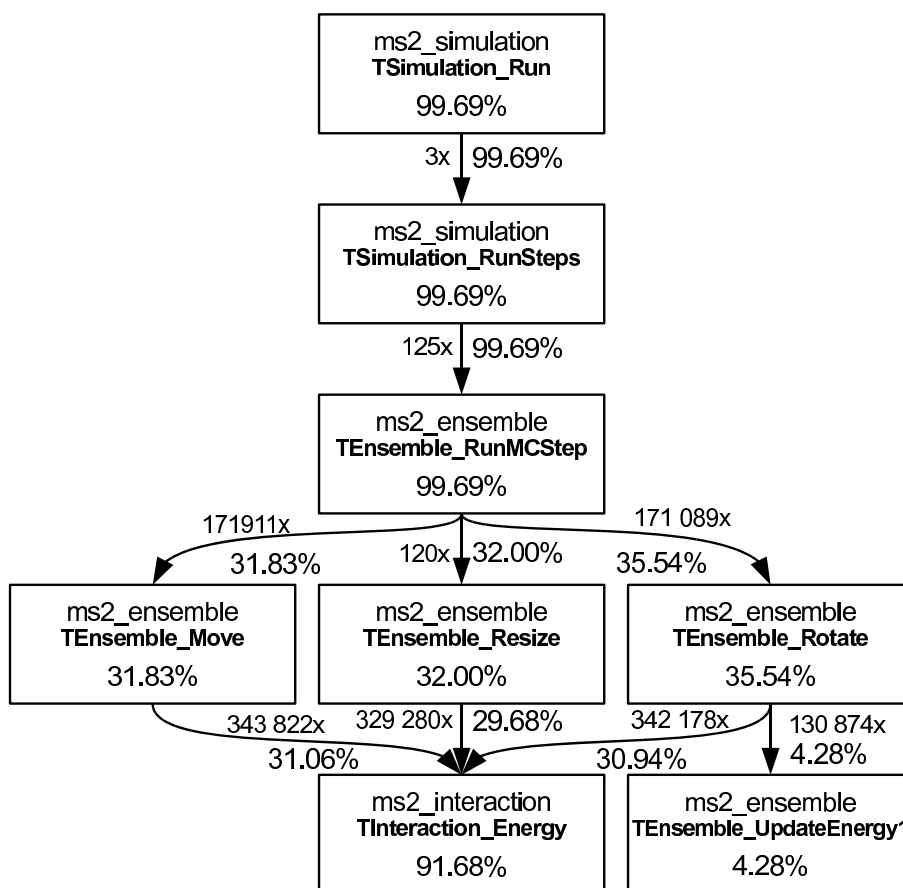 ms2_simulation
TSimulation_Run
99.69%
3x 99.69%
ms2_simulation
TSimulation_RunSteps
99.69%
125x 99.69%
ms2_ensemble
TEnsemble_RunMCStep
99.69%
171911x
31.83%
120x 32.00%
171 089x
35.54%
ms2_ensemble
TEnsemble_Move
31.83%
ms2_ensemble
TEnsemble_Resize
32.00%
ms2_ensemble
TEnsemble_Rotate
35.54%
343 822x
31.06%
329 280x 29.68%
342 178x
30.94%
130 874x
4.28%
ms2_interaction
TInteraction_Energy
91.68%
ms2_ensemble
TEnsemble_UpdateEnergy1
4.28%